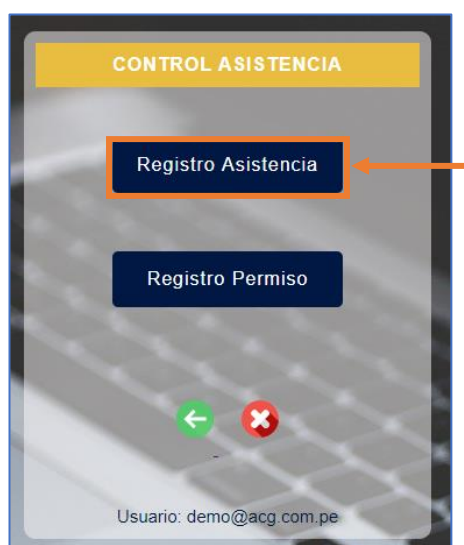 CONTROL ASISTENCIA
Registro Asistencia
Registro Permiso
-
Usuario: demo@acg.com.pe